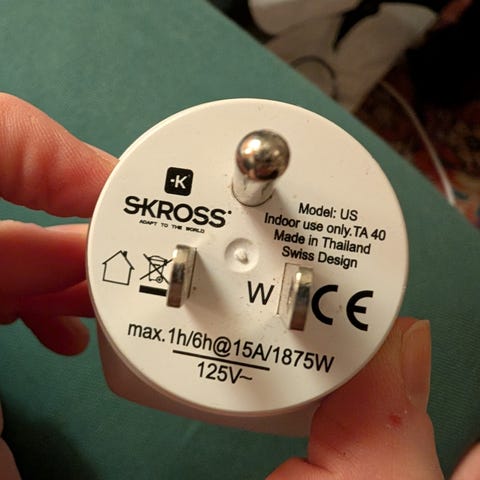 ·K
SKROSS
ADAPT TO THE WORLD
Model: US
Indoor use only.TA 40
Made in Thailand
Swiss Design
W
CE
max.1h/6h@15A/1875W
125V~